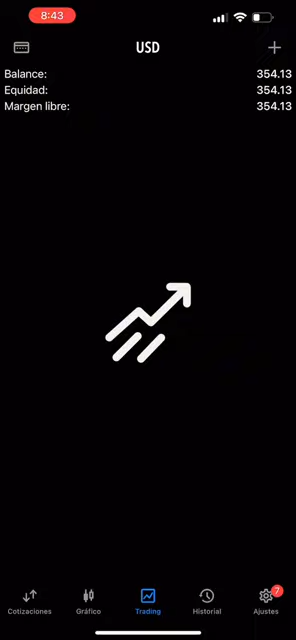 8:43
USD
Balance: 354.13
Equidad: 354.13
Margen libre: 354.13
7
Cotizaciones Gráfico Trading Historial Ajustes